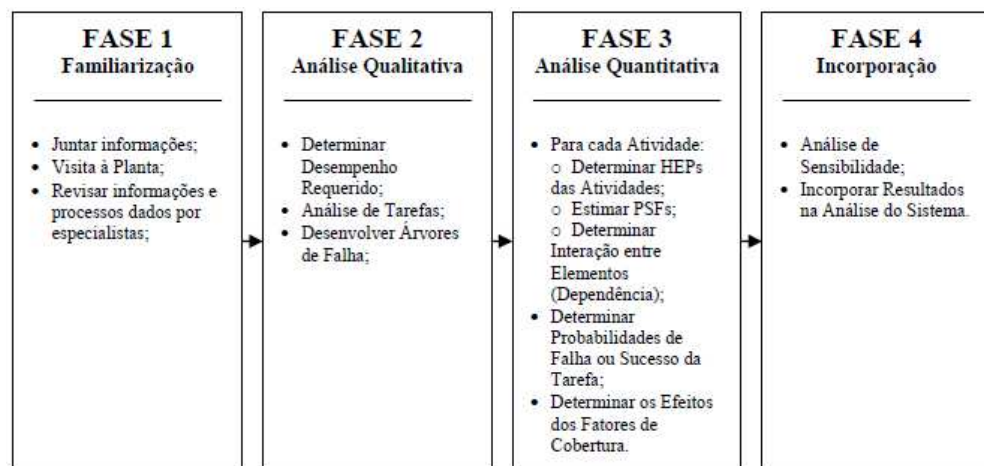 FASE 1
Familiarização
• Juntar informações;
• Visita à Planta;
• Revisar informações e
processos dados por
especialistas;
FASE 2
Análise Qualitativa
• Determinar
Desempenho
Requerido;
• Análise de Tarefas;
• Desenvolver Árvores
de Falha;
FASE 3
Análise Quantitativa
• Para cada Atividade:
o Determinar HEPs
das Atividades;
o Estimar PSFs;
o Determinar
Interação entre
Elementos
(Dependência);
• Determinar
Probabilidades de
Falha ou Sucesso da
Tarefa;
• Determinar os Efeitos
dos Fatores de
Cobertura.
FASE 4
Incorporação
• Análise de
Sensibilidade;
• Incorporar Resultados
na Análise do Sistema.